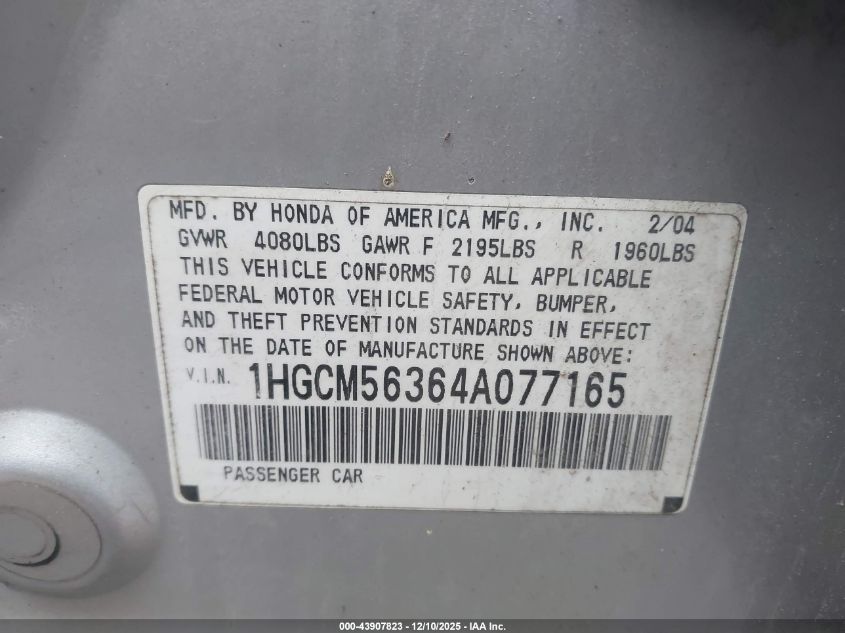 MFD. BY HONDA OF AMERICA MFG., INC. 2/04
GVWR 4080LBS GAWR F 2195LBS R 1960LBS
THIS VEHICLE CONFORMS TO ALL APPLICABLE
FEDERAL MOTOR VEHICLE SAFETY, BUMPER,
AND THEFT PREVENTION STANDARDS IN EFFECT
ON THE DATE OF MANUFACTURE SHOWN ABOVE:
V.I.N. 1HGCM56364A077165
PASSENGER CAR
000-43907823 - 12/10/2025 - IAA Inc.